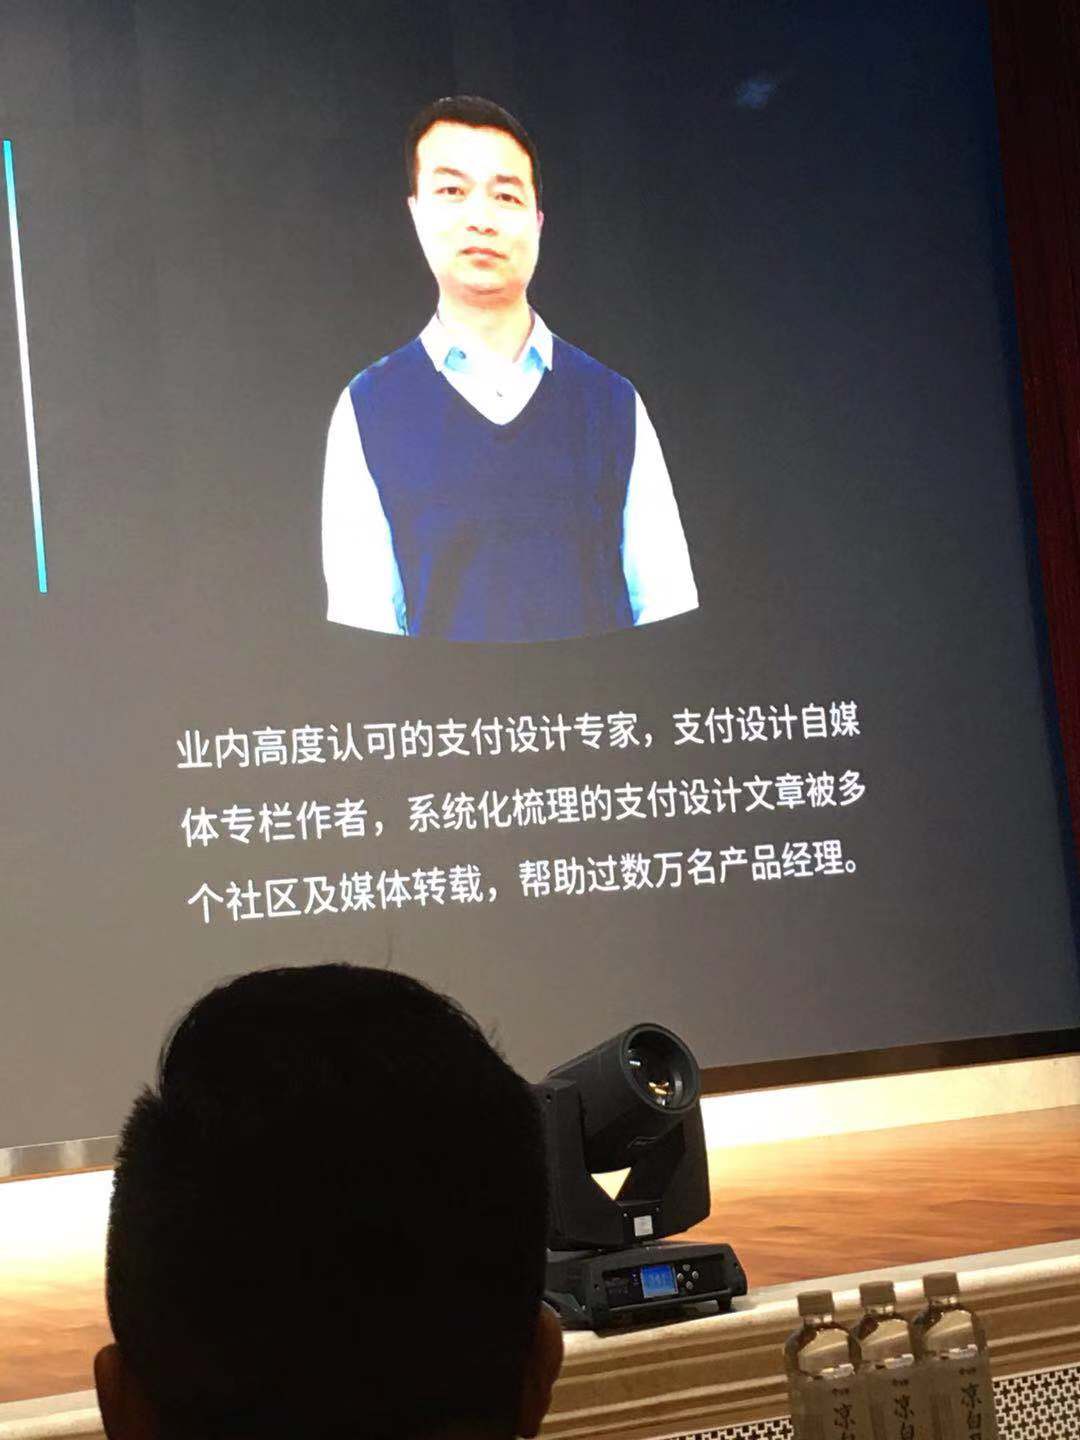 业内高度认可的支付设计专家，支付设计自媒
体专栏作者，系统化梳理的支付设计文章被多
个社区及媒体转载，帮助过数万名产品经理。
凉白
凉白
凉白